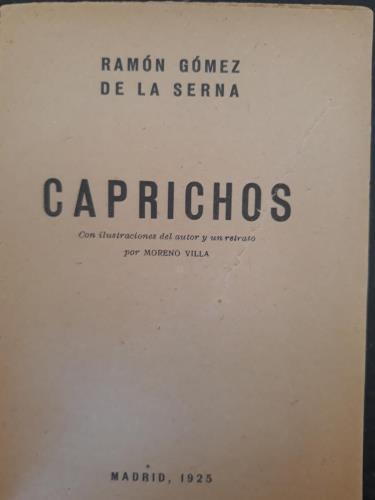 RAMÓN GÓMEZ
DE LA SERNA
CAPRICHOS
Con ilustraciones del autor y un retrato
por MORENO VILLA
MADRID, 1925